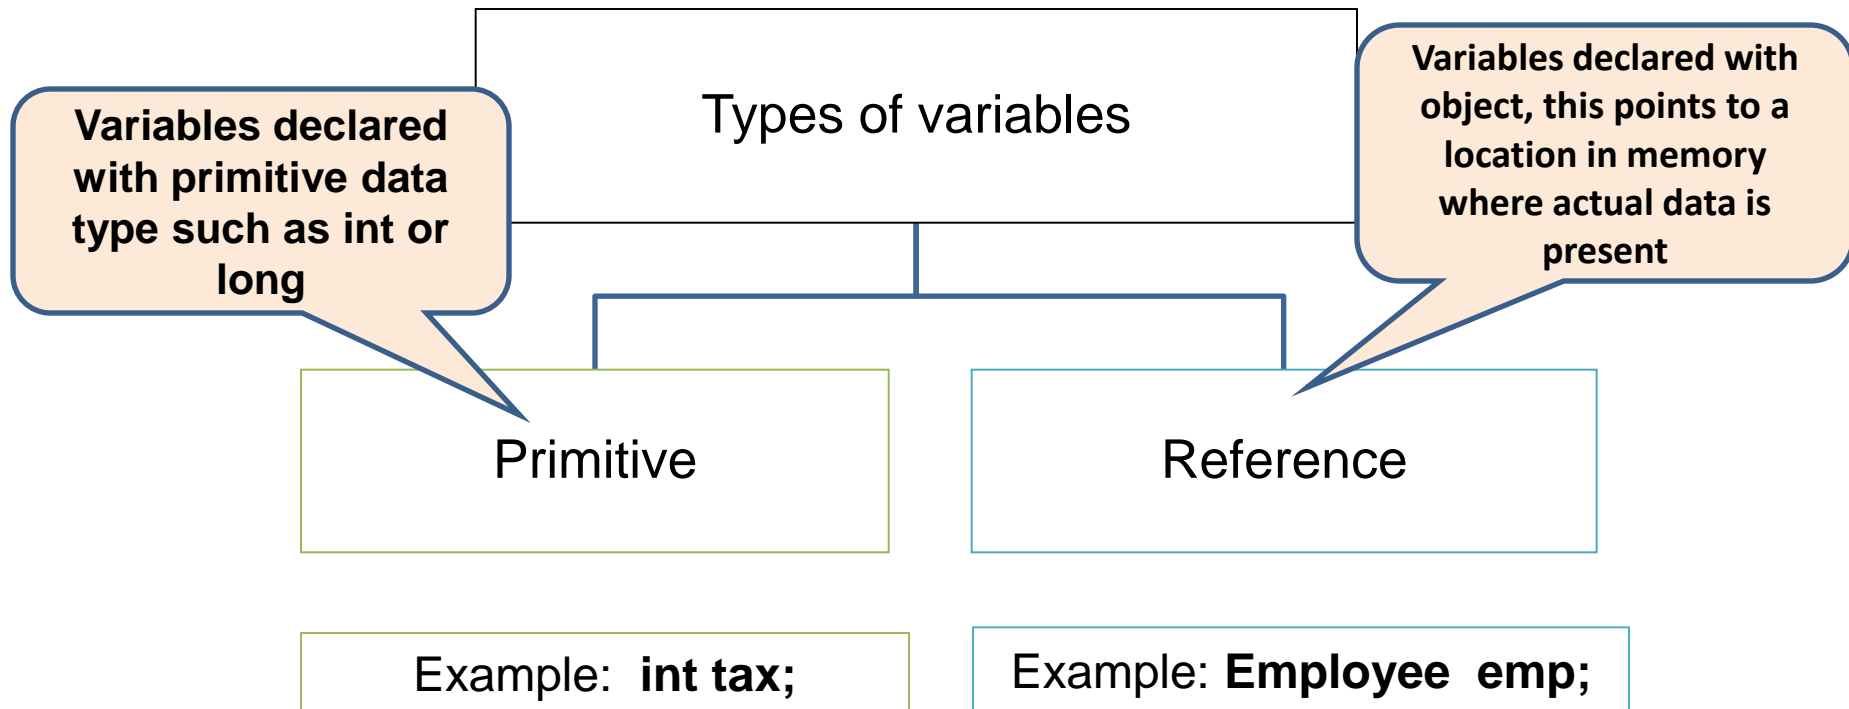 Types of variables
Variables declared
with primitive data
type such as int or
long
Variables declared with
object, this points to a
location in memory
where actual data is
present
Primitive
Reference
Example: int tax;
Example: Employee emp;